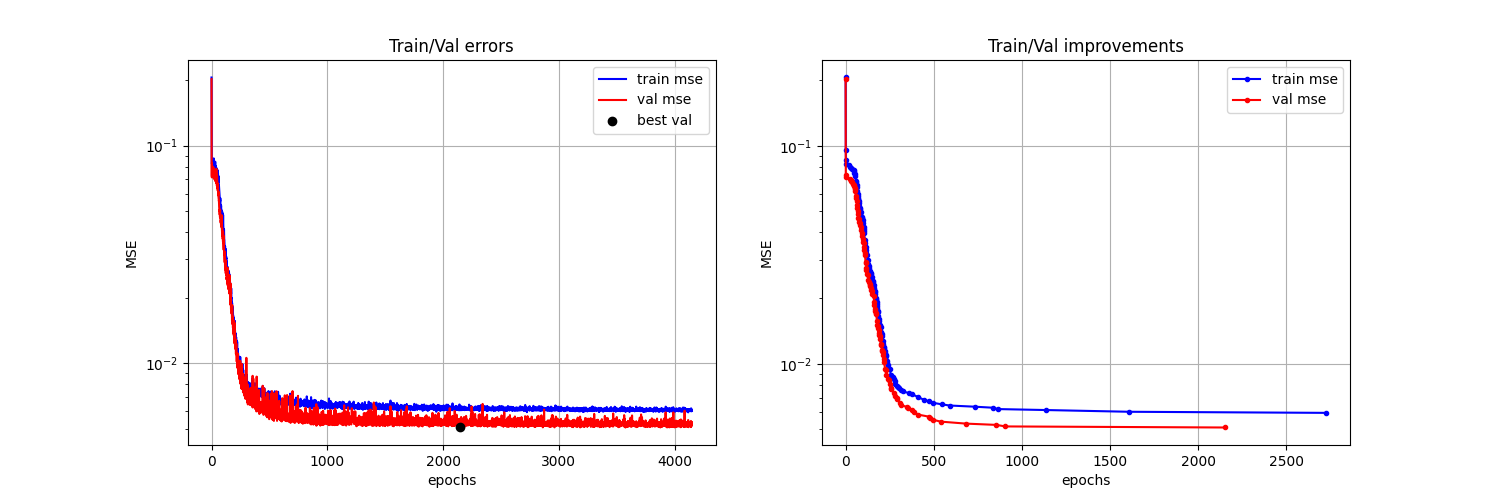 Train/Val errors
train mse
val mse
best val
10⁻¹
10⁻²
MSE
0
1000
2000
3000
4000
epochs
Train/Val improvements
train mse
val mse
10⁻¹
10⁻²
MSE
0
500
1000
1500
2000
2500
epochs